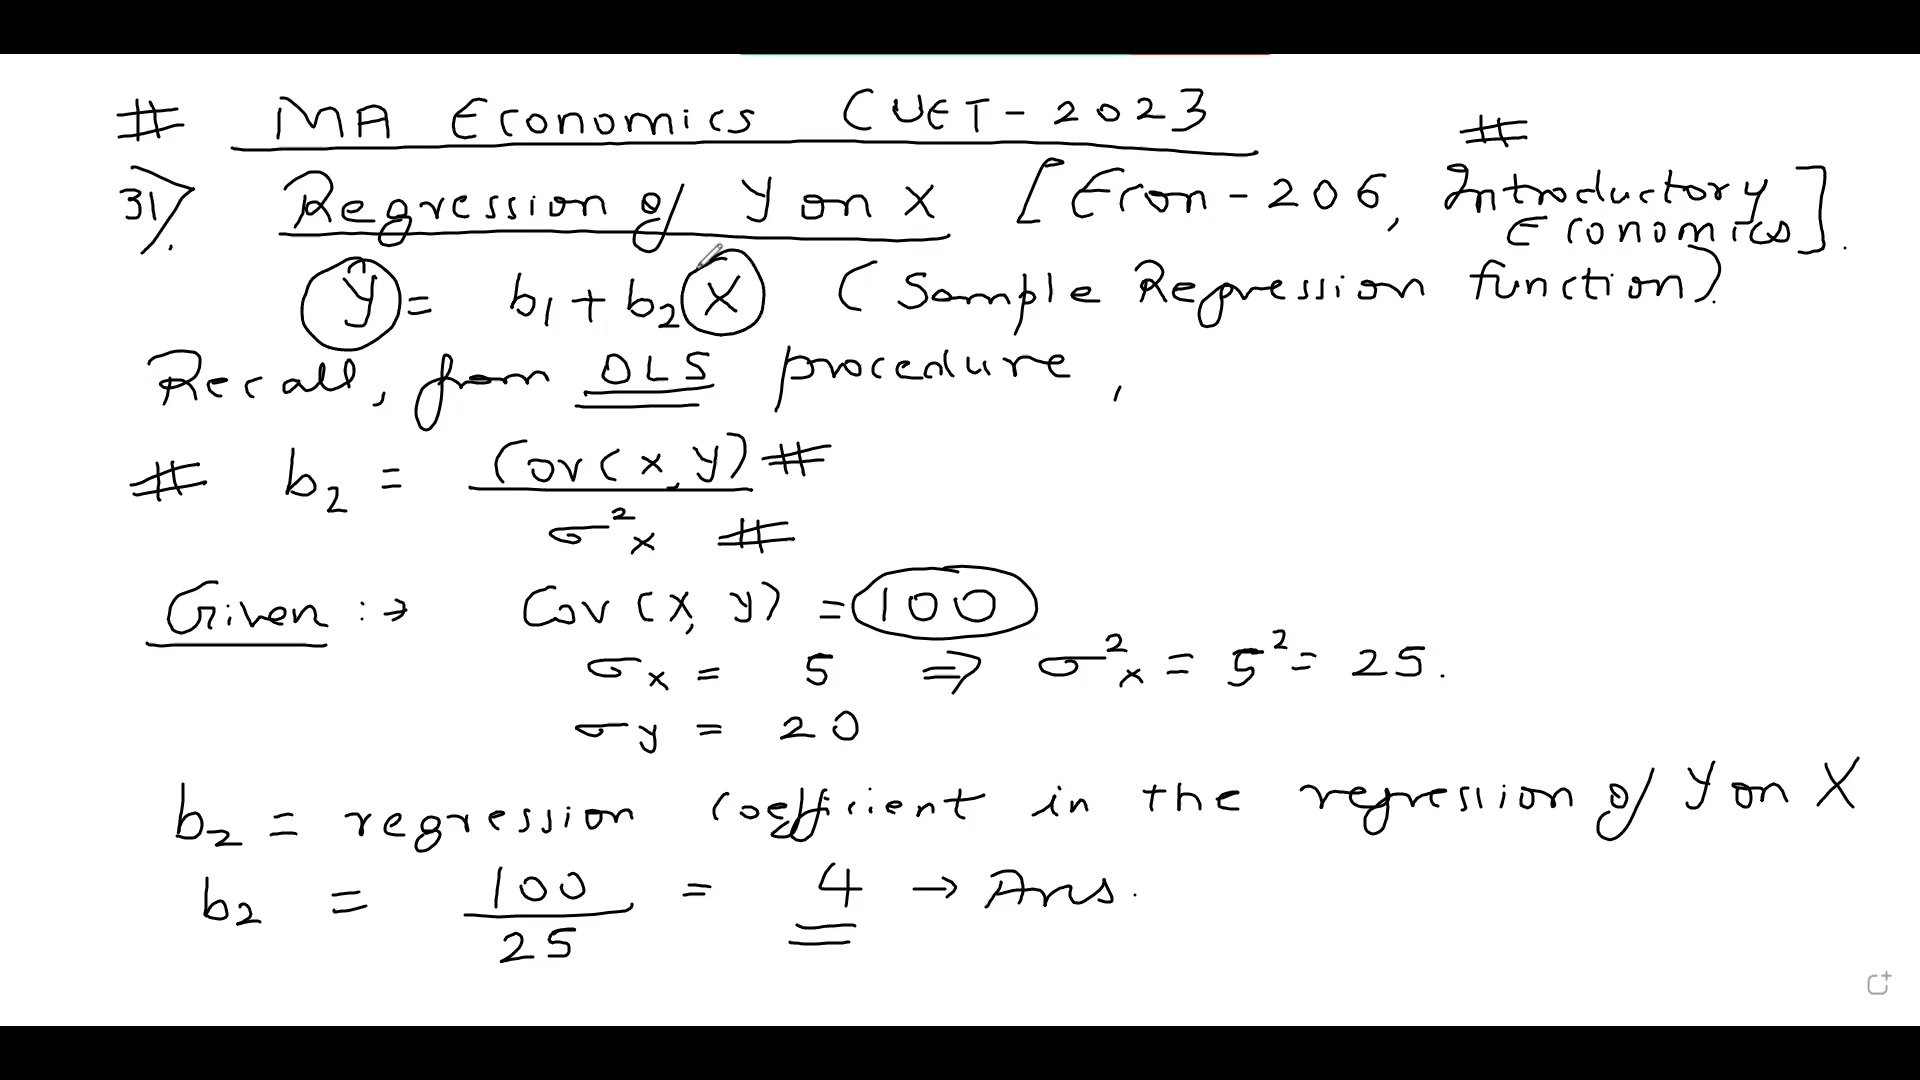 # MA Economics CUET-2023
31). Regression of Y on X [Econ-206, Introductory Economics]. #
ŷ = b₁ + b₂X (Sample Regression function)
Recall, from OLS procedure,
# b₂ = Cov(x,y) #
σ²x #
Given :→ Cov(X,Y) = 100
σx = 5 ⇒ σ²x = 5² = 25.
σy = 20
b₂ = regression coefficient in the regression of Y on X
b₂ = 100/25 = 4 → Ans.